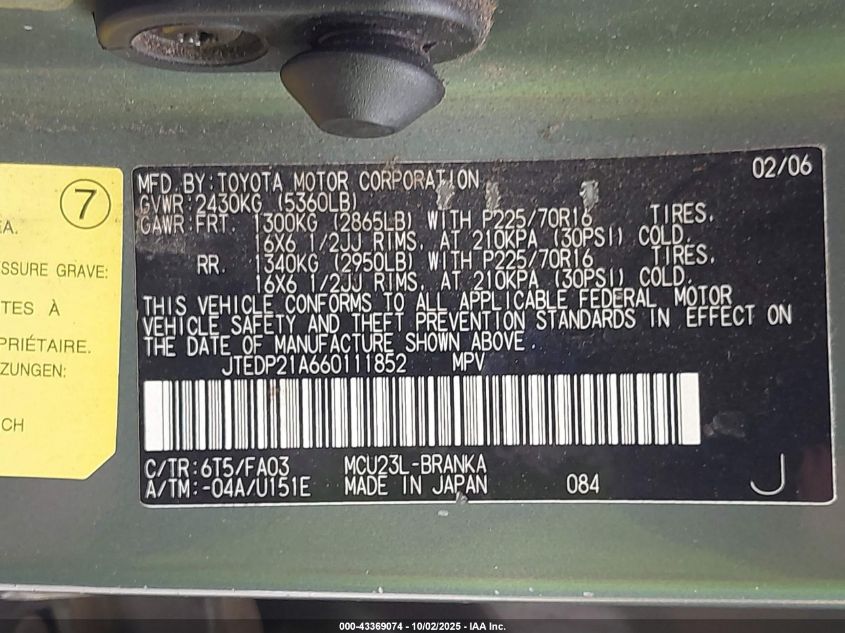 7
EA.
SSURE GRAVE:
TES À
PRIÉTAIRE.
ZUNGEN:
CH
02/06
MFD. BY: TOYOTA MOTOR CORPORATION
GVWR: 2430KG (5360LB)
GAWR: FRT. 1300KG (2865LB) WITH P225/70R16 TIRES,
16X6 1/2JJ RIMS, AT 210KPA (30PSI) COLD.
RR. 1340KG (2950LB) WITH P225/70R16 TIRES,
16X6 1/2JJ RIMS, AT 210KPA (30PSI) COLD.
THIS VEHICLE CONFORMS TO ALL APPLICABLE FEDERAL MOTOR
VEHICLE SAFETY AND THEFT PREVENTION STANDARDS IN EFFECT ON
THE DATE OF MANUFACTURE SHOWN ABOVE.
JTEDP21A660111852 MPV
C/TR: 6T5/FA03 MCU23L-BRANKA
A/TM: -04A/U151E MADE IN JAPAN 084 J
000-43369074 - 10/02/2025 - IAA Inc.